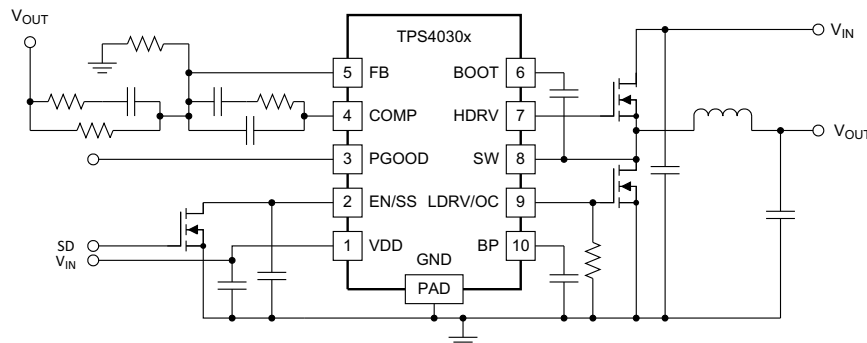 VOUT
TPS4030x
5 FB
BOOT 6
VIN
4 COMP
HDRV 7
3 PGOOD
SW 8
VOUT
2 EN/SS
LDRV/OC 9
SD
VIN
1 VDD
GND
BP 10
PAD